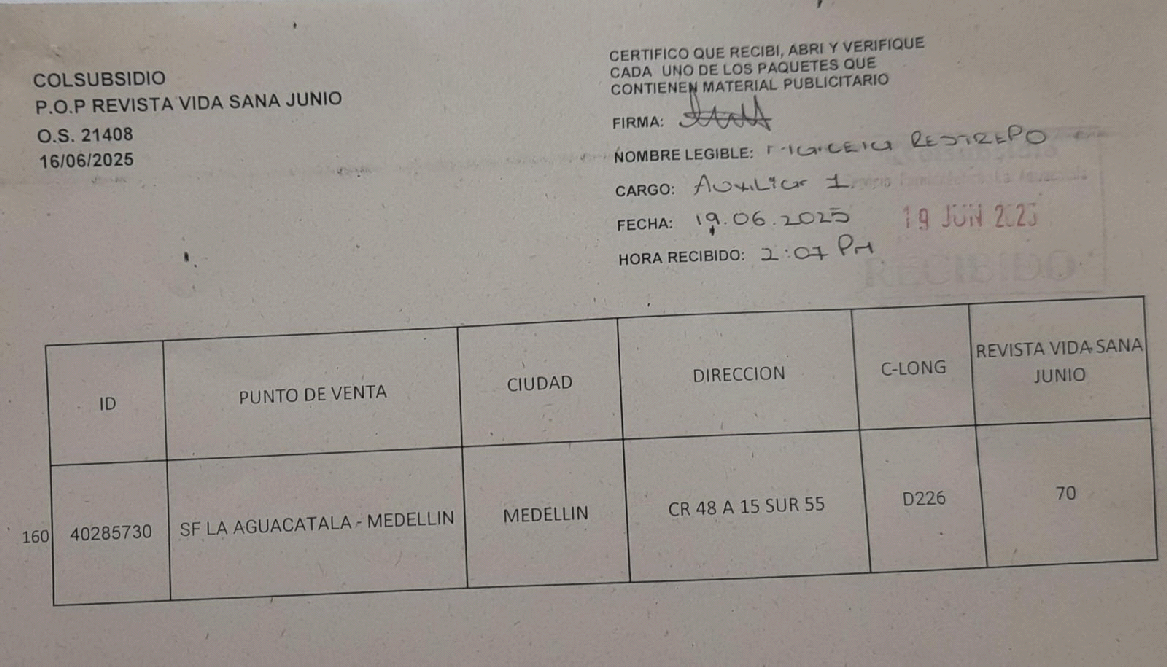 COLSUBSIDIO
P.O.P REVISTA VIDA SANA JUNIO
O.S. 21408
16/06/2025
CERTIFICO QUE RECIBI, ABRI Y VERIFIQUE
CADA UNO DE LOS PAQUETES QUE
CONTIENEN MATERIAL PUBLICITARIO
FIRMA:
NOMBRE LEGIBLE: RESTREPO
CARGO: Auxiliar 1
FECHA: 19.06.2025
19 JUN 2025
HORA RECIBIDO: 2:07 PM
RECIBIDO
ID PUNTO DE VENTA CIUDAD DIRECCION C-LONG REVISTA VIDA SANA
JUNIO
160 40285730 SF LA AGUACATALA - MEDELLIN MEDELLIN CR 48 A 15 SUR 55 D226 70